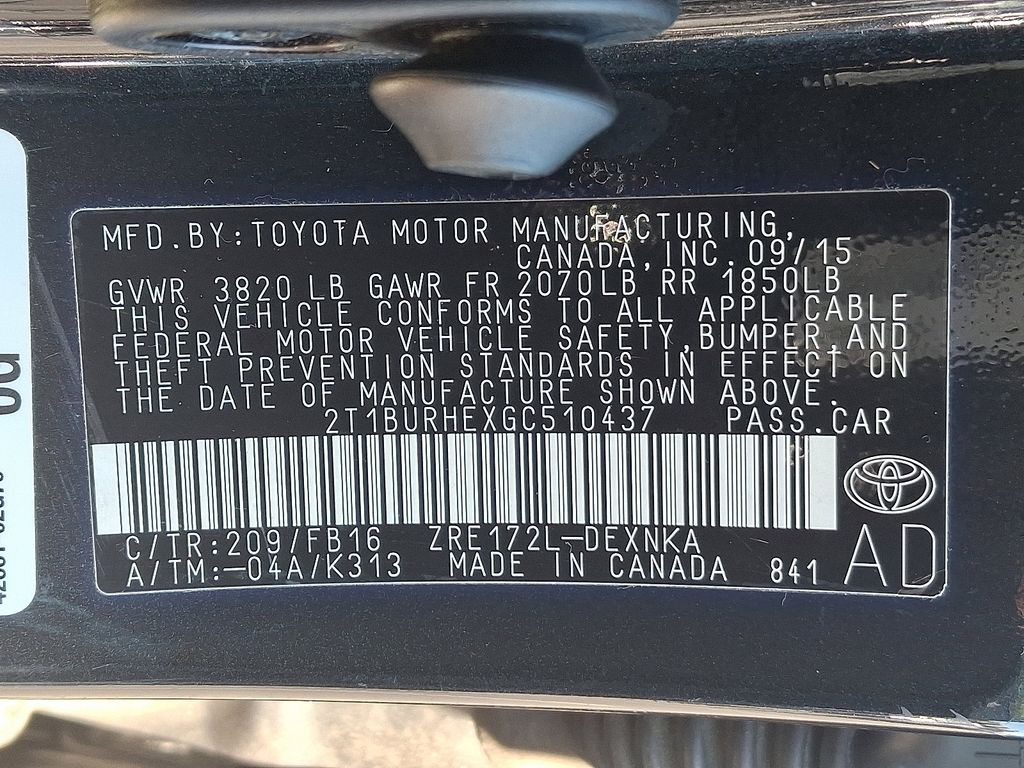 MFD.BY:TOYOTA MOTOR MANUFACTURING,
CANADA,INC.09/15
GVWR 3820 LB GAWR FR 2070LB RR 1850LB
THIS VEHICLE CONFORMS TO ALL APPLICABLE
FEDERAL MOTOR VEHICLE SAFETY,BUMPER,AND
THEFT PREVENTION STANDARDS IN EFFECT ON
THE DATE OF MANUFACTURE SHOWN ABOVE.
2T1BURHEXGC510437 PASS.CAR
C/TR:209/FB16 ZRE172L-DEXNKA
A/TM:-04A/K313 MADE IN CANADA 841
AD